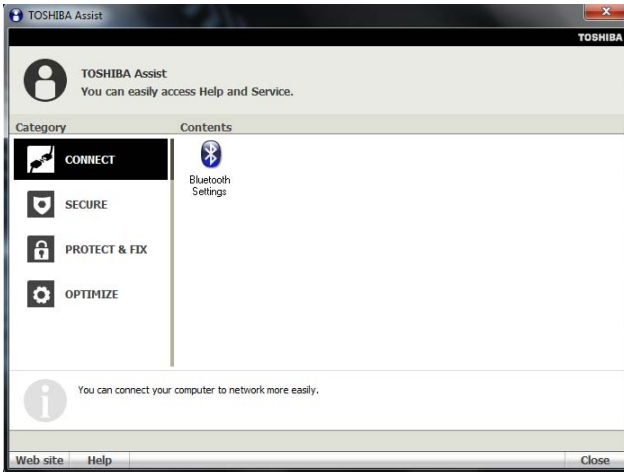 TOSHIBA Assist
TOSHIBA
TOSHIBA Assist
You can easily access Help and Service.
Category
Contents
CONNECT
Bluetooth
Settings
SECURE
PROTECT & FIX
OPTIMIZE
You can connect your computer to network more easily.
Web site
Help
Close